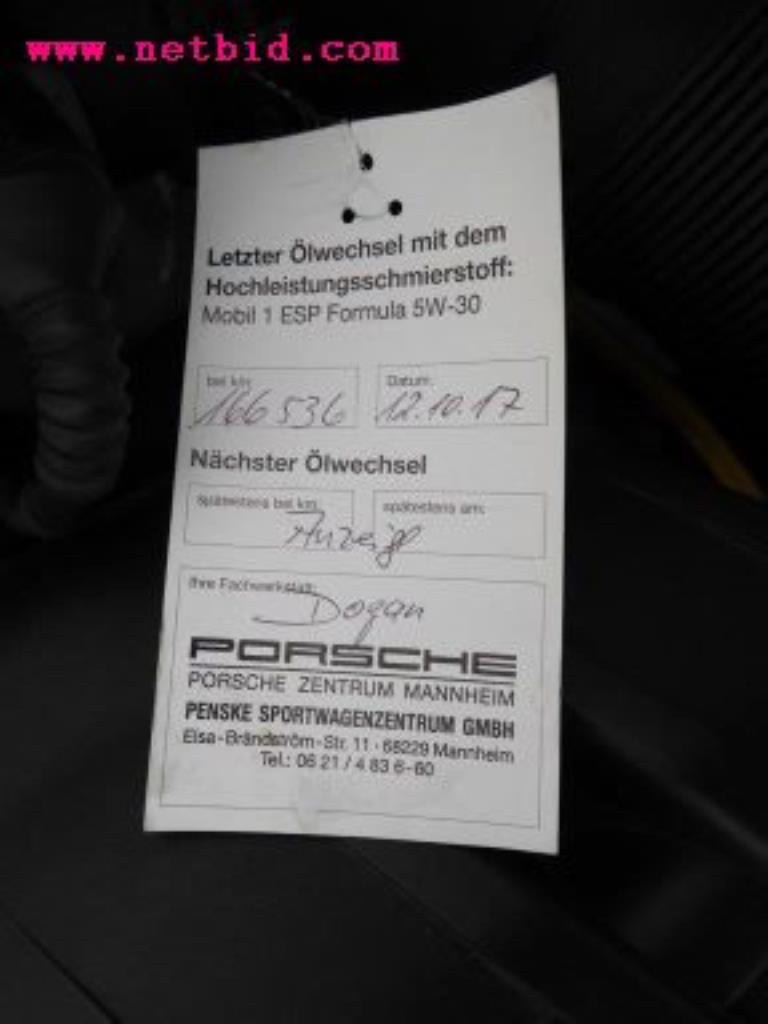 www.netbid.com
Letzter Ölwechsel mit dem
Hochleistungsschmierstoff:
Mobil 1 ESP Formula 5W-30
bei km: Datum:
166 536 12.10.17
Nächster Ölwechsel
spätestens bei km: spätestens am:
Anzeige
Ihre Fachwerkstatt:
Dogan
PORSCHE
PORSCHE ZENTRUM MANNHEIM
PENSKE SPORTWAGENZENTRUM GMBH
Elsa-Brändström-Str. 11 · 68229 Mannheim
Tel.: 06 21 / 4 83 6-60